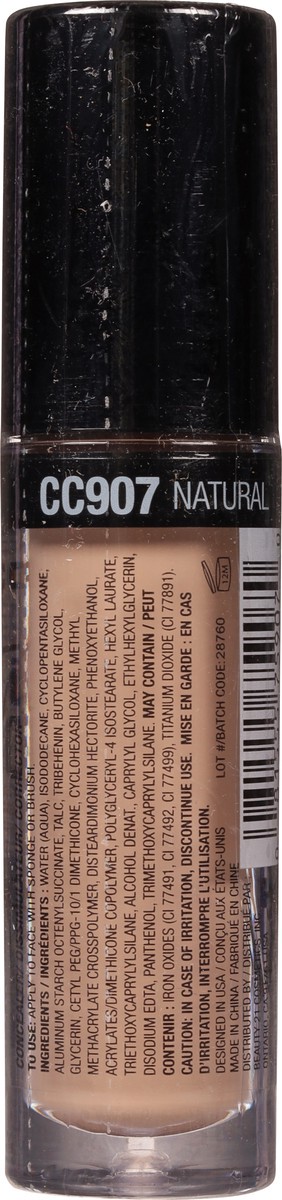 CC907 NATURAL
12M
TO USE: APPLY TO FACE WITH SPONGE OR BRUSH
INGREDIENTS / INGRÉDIENTS : WATER (AQUA), ISODODECANE, CYCLOPENTASILOXANE,
ALUMINUM STARCH OCTENYLSUCCINATE, TALC, TRIBEHENIN, BUTYLENE GLYCOL,
GLYCERIN, CETYL PEG/PPG-10/1 DIMETHICONE, CYCLOHEXASILOXANE, METHYL
METHACRYLATE CROSSPOLYMER, DISTEARDIMONIUM HECTORITE, PHENOXYETHANOL,
ACRYLATES/DIMETHICONE COPOLYMER, POLYGLYCERYL-4 ISOSTEARATE, HEXYL LAURATE,
TRIETHOXYCAPRYLYLSILANE, ALCOHOL DENAT, CAPRYLYL GLYCOL, ETHYLHEXYLGLYCERIN,
DISODIUM EDTA, PANTHENOL, TRIMETHOXYCAPRYLYLSILANE. MAY CONTAIN / PEUT
CONTENIR : IRON OXIDES (CI 77491, CI 77492, CI 77499), TITANIUM DIOXIDE (CI 77891).
CAUTION: IN CASE OF IRRITATION, DISCONTINUE USE. MISE EN GARDE : EN CAS
D'IRRITATION, INTERROMPRE L'UTILISATION.
DESIGNED IN USA / CONÇU AUX ÉTATS-UNIS
MADE IN CHINA / FABRIQUÉ EN CHINE
DISTRIBUTED BY / DISTRIBUÉ PAR
BEAUTY 21 COSMETICS, INC.
LOT #/BATCH CODE: 28760